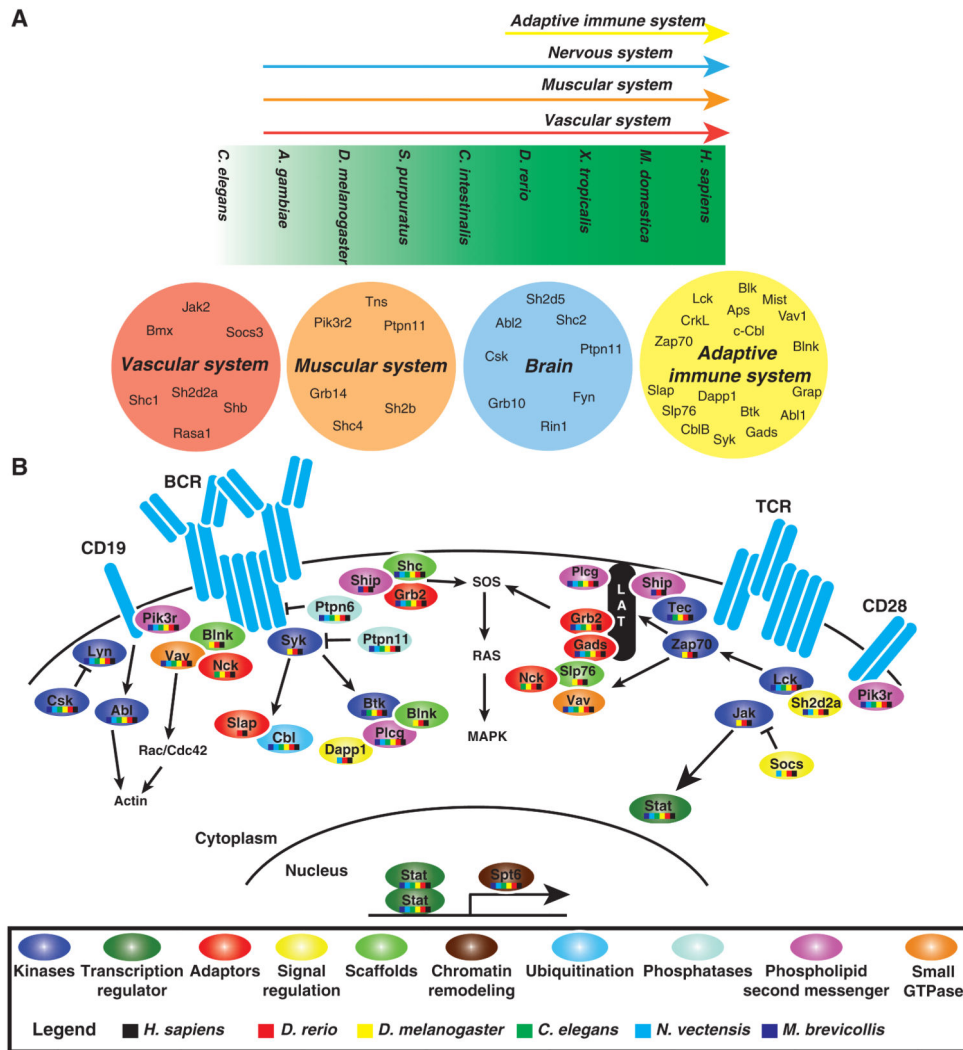 A
Adaptive immune system
Nervous system
Muscular system
Vascular system
C. elegans
A. gambiae
D. melanogaster
S. purpuratus
C. intestinalis
D. rerio
X. tropicalis
M. domestica
H. sapiens
Jak2
Bmx
Socs3
Vascular system
Shc1
Sh2d2a
Shb
Rasa1
Tns
Pik3r2
Ptpn11
Muscular system
Grb14
Sh2b
Shc4
Sh2d5
Abl2
Shc2
Csk
Ptpn11
Brain
Grb10
Fyn
Rin1
Lck
Blk
Mist
CrkL
Aps
Vav1
c-Cbl
Zap70
Blnk
Adaptive
immune system
Slap
Dapp1
Grap
Slp76
Btk
Abl1
CblB
Syk
Gads
B
BCR
CD19
TCR
CD28
Pik3r
Lyn
Vav
Blnk
Nck
Csk
Abl
Rac/Cdc42
Actin
Ship
Shc
Grb2
Ptpn6
Syk
Ptpn11
Slap
Cbl
Btk
Blnk
Plcg
Dapp1
SOS
RAS
MAPK
Plcg
LAT
Ship
Tec
Grb2
Gads
Zap70
Nck
Slp76
Vav
Lck
Sh2d2a
Pik3r
Jak
Socs
Stat
Cytoplasm
Nucleus
Stat
Stat
Spt6
Kinases
Transcription
regulator
Adaptors
Signal
regulation
Scaffolds
Chromatin
remodeling
Ubiquitination
Phosphatases
Phospholipid
second messenger
Small
GTPase
Legend
H. sapiens
D. rerio
D. melanogaster
C. elegans
N. vectensis
M. brevicollis